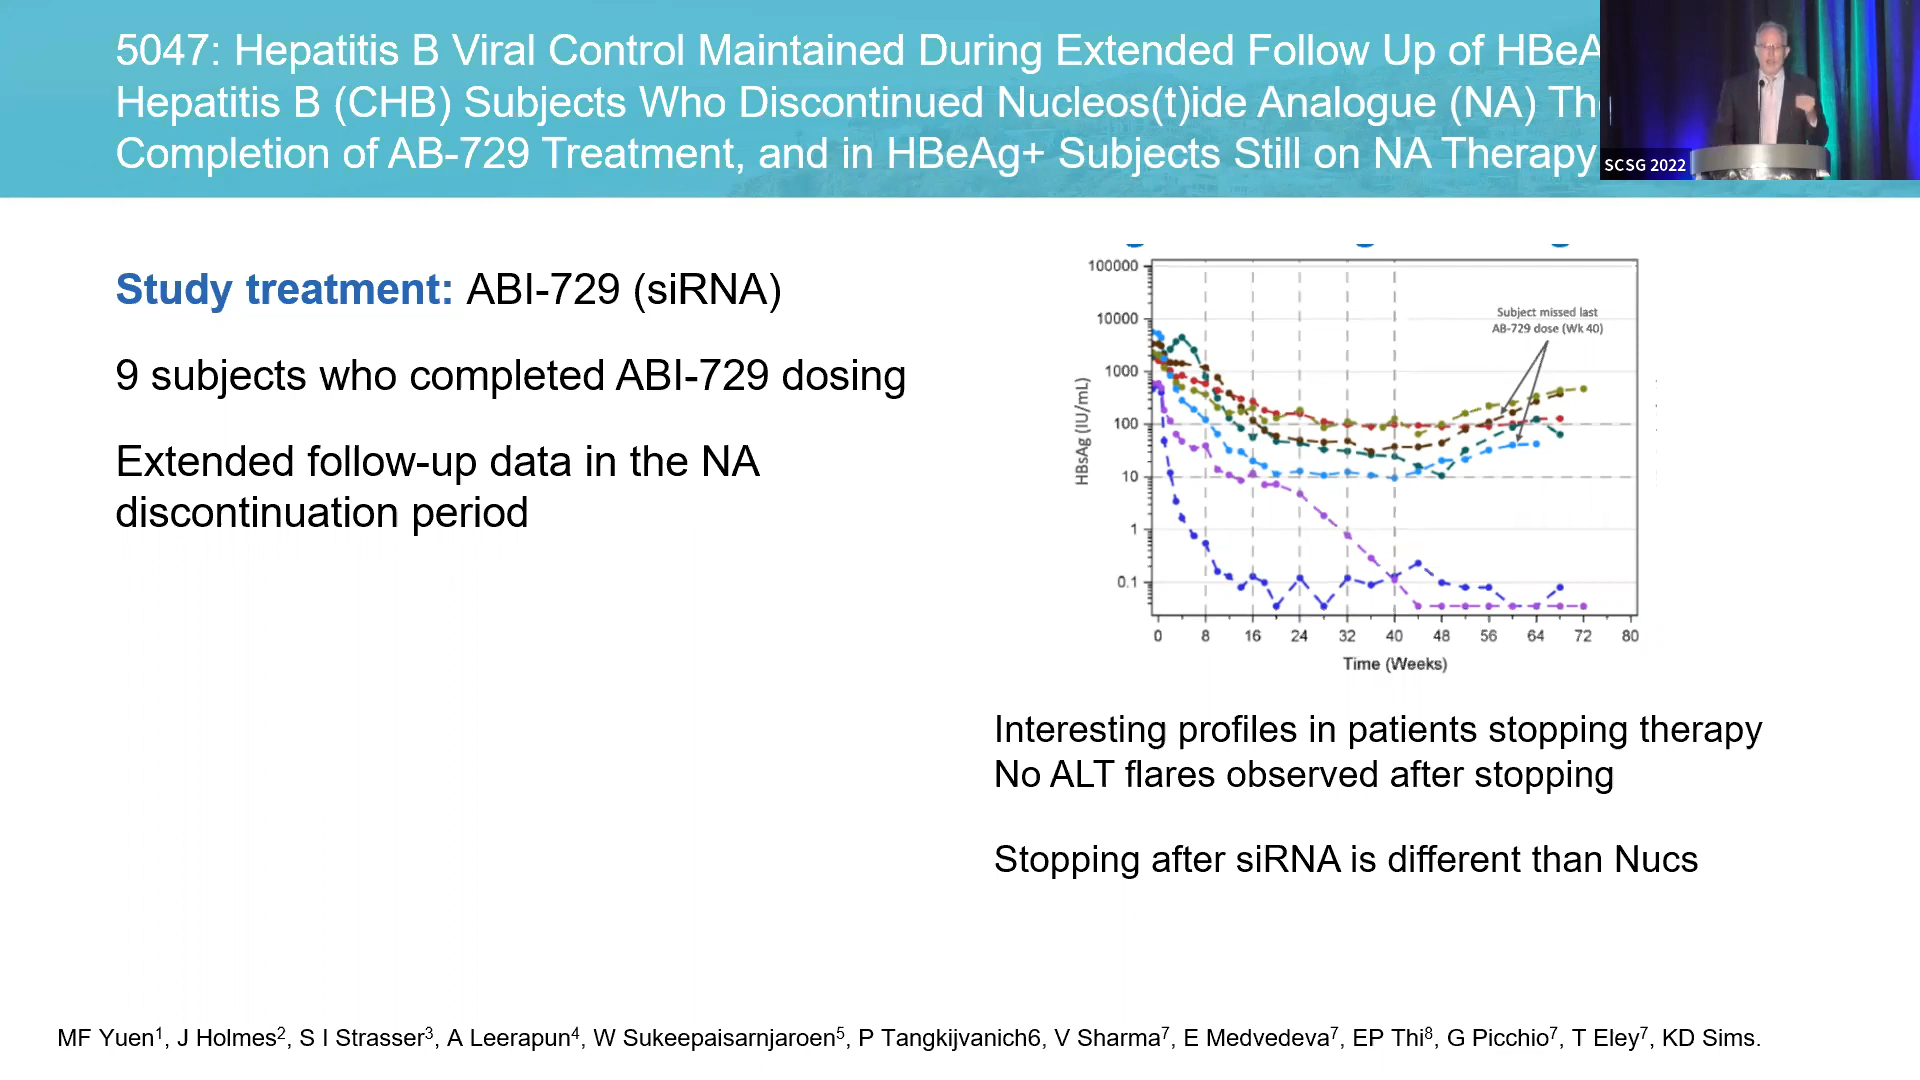 5047: Hepatitis B Viral Control Maintained During Extended Follow Up of HBeA
Hepatitis B (CHB) Subjects Who Discontinued Nucleos(t)ide Analogue (NA)
Completion of AB-729 Treatment, and in HBeAg+ Subjects Still on NA Therapy
SCSG 2022
Study treatment: ABI-729 (siRNA)
9 subjects who completed ABI-729 dosing
Extended follow-up data in the NA
discontinuation period
HBsAg (IU/mL)
100000
10000
1000
100
10
1
0.1
Subject missed last
AB-729 dose (Wk 40)
0 8 16 24 32 40 48 56 64 72 80
Time (Weeks)
Interesting profiles in patients stopping therapy
No ALT flares observed after stopping
Stopping after siRNA is different than Nucs
MF Yuen1, J Holmes2, S I Strasser3, A Leerapun4, W Sukeepaisarnjaroen5, P Tangkijvanich6, V Sharma7, E Medvedeva7, EP Thi8, G Picchio7, T Eley7, KD Sims.